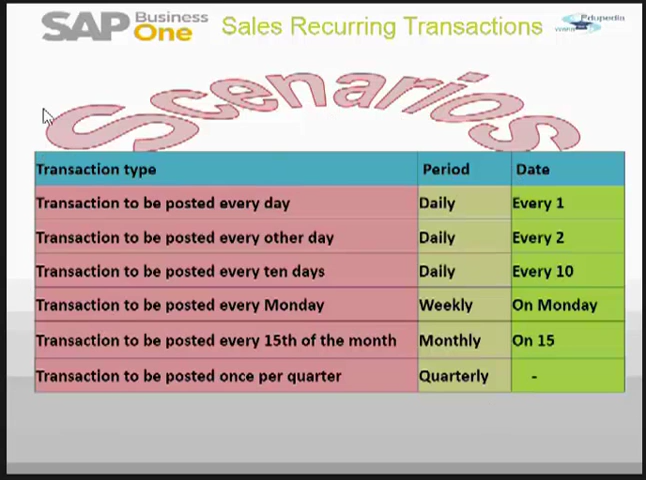 SAP Business One Sales Recurring Transactions Edupedia
Scenarios
Transaction type Period Date
Transaction to be posted every day Daily Every 1
Transaction to be posted every other day Daily Every 2
Transaction to be posted every ten days Daily Every 10
Transaction to be posted every Monday Weekly On Monday
Transaction to be posted every 15th of the month Monthly On 15
Transaction to be posted once per quarter Quarterly -